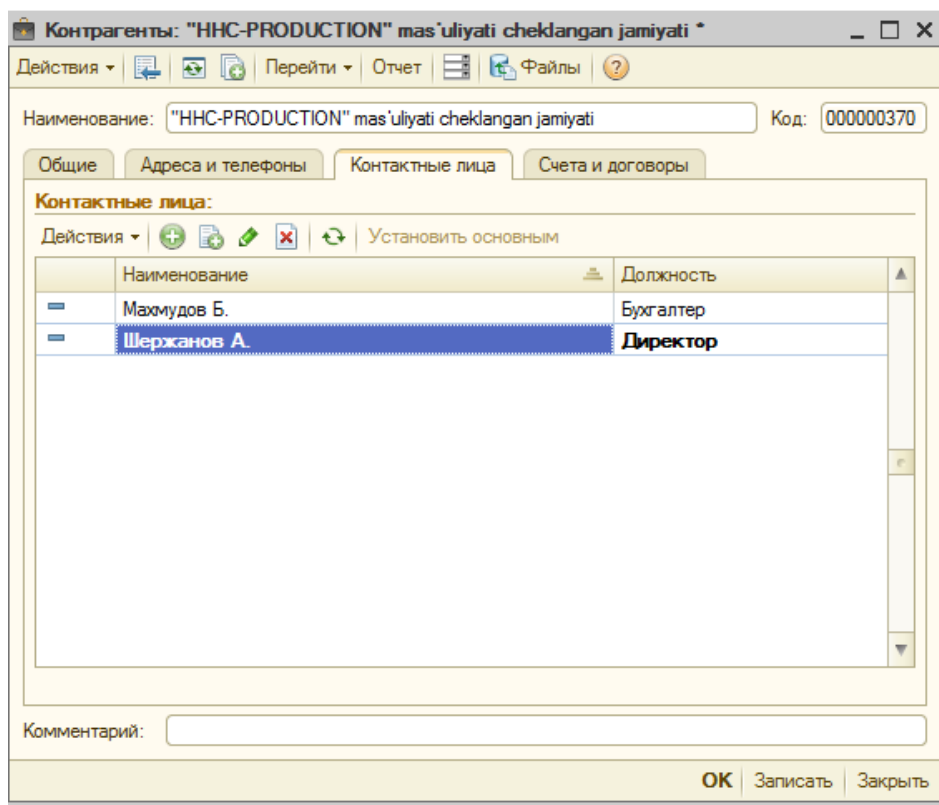 Контрагенты: "HHC-PRODUCTION" mas'uliyati cheklangan jamiyati *
Действия Перейти Отчет Файлы
Наименование: "HHC-PRODUCTION" mas'uliyati cheklangan jamiyati Код: 000000370
Общие Адреса и телефоны Контактные лица Счета и договоры
Контактные лица:
Действия Установить основным
Наименование Должность
Махмудов Б. Бухгалтер
Шержанов А. Директор
Комментарий:
OK Записать Закрыть